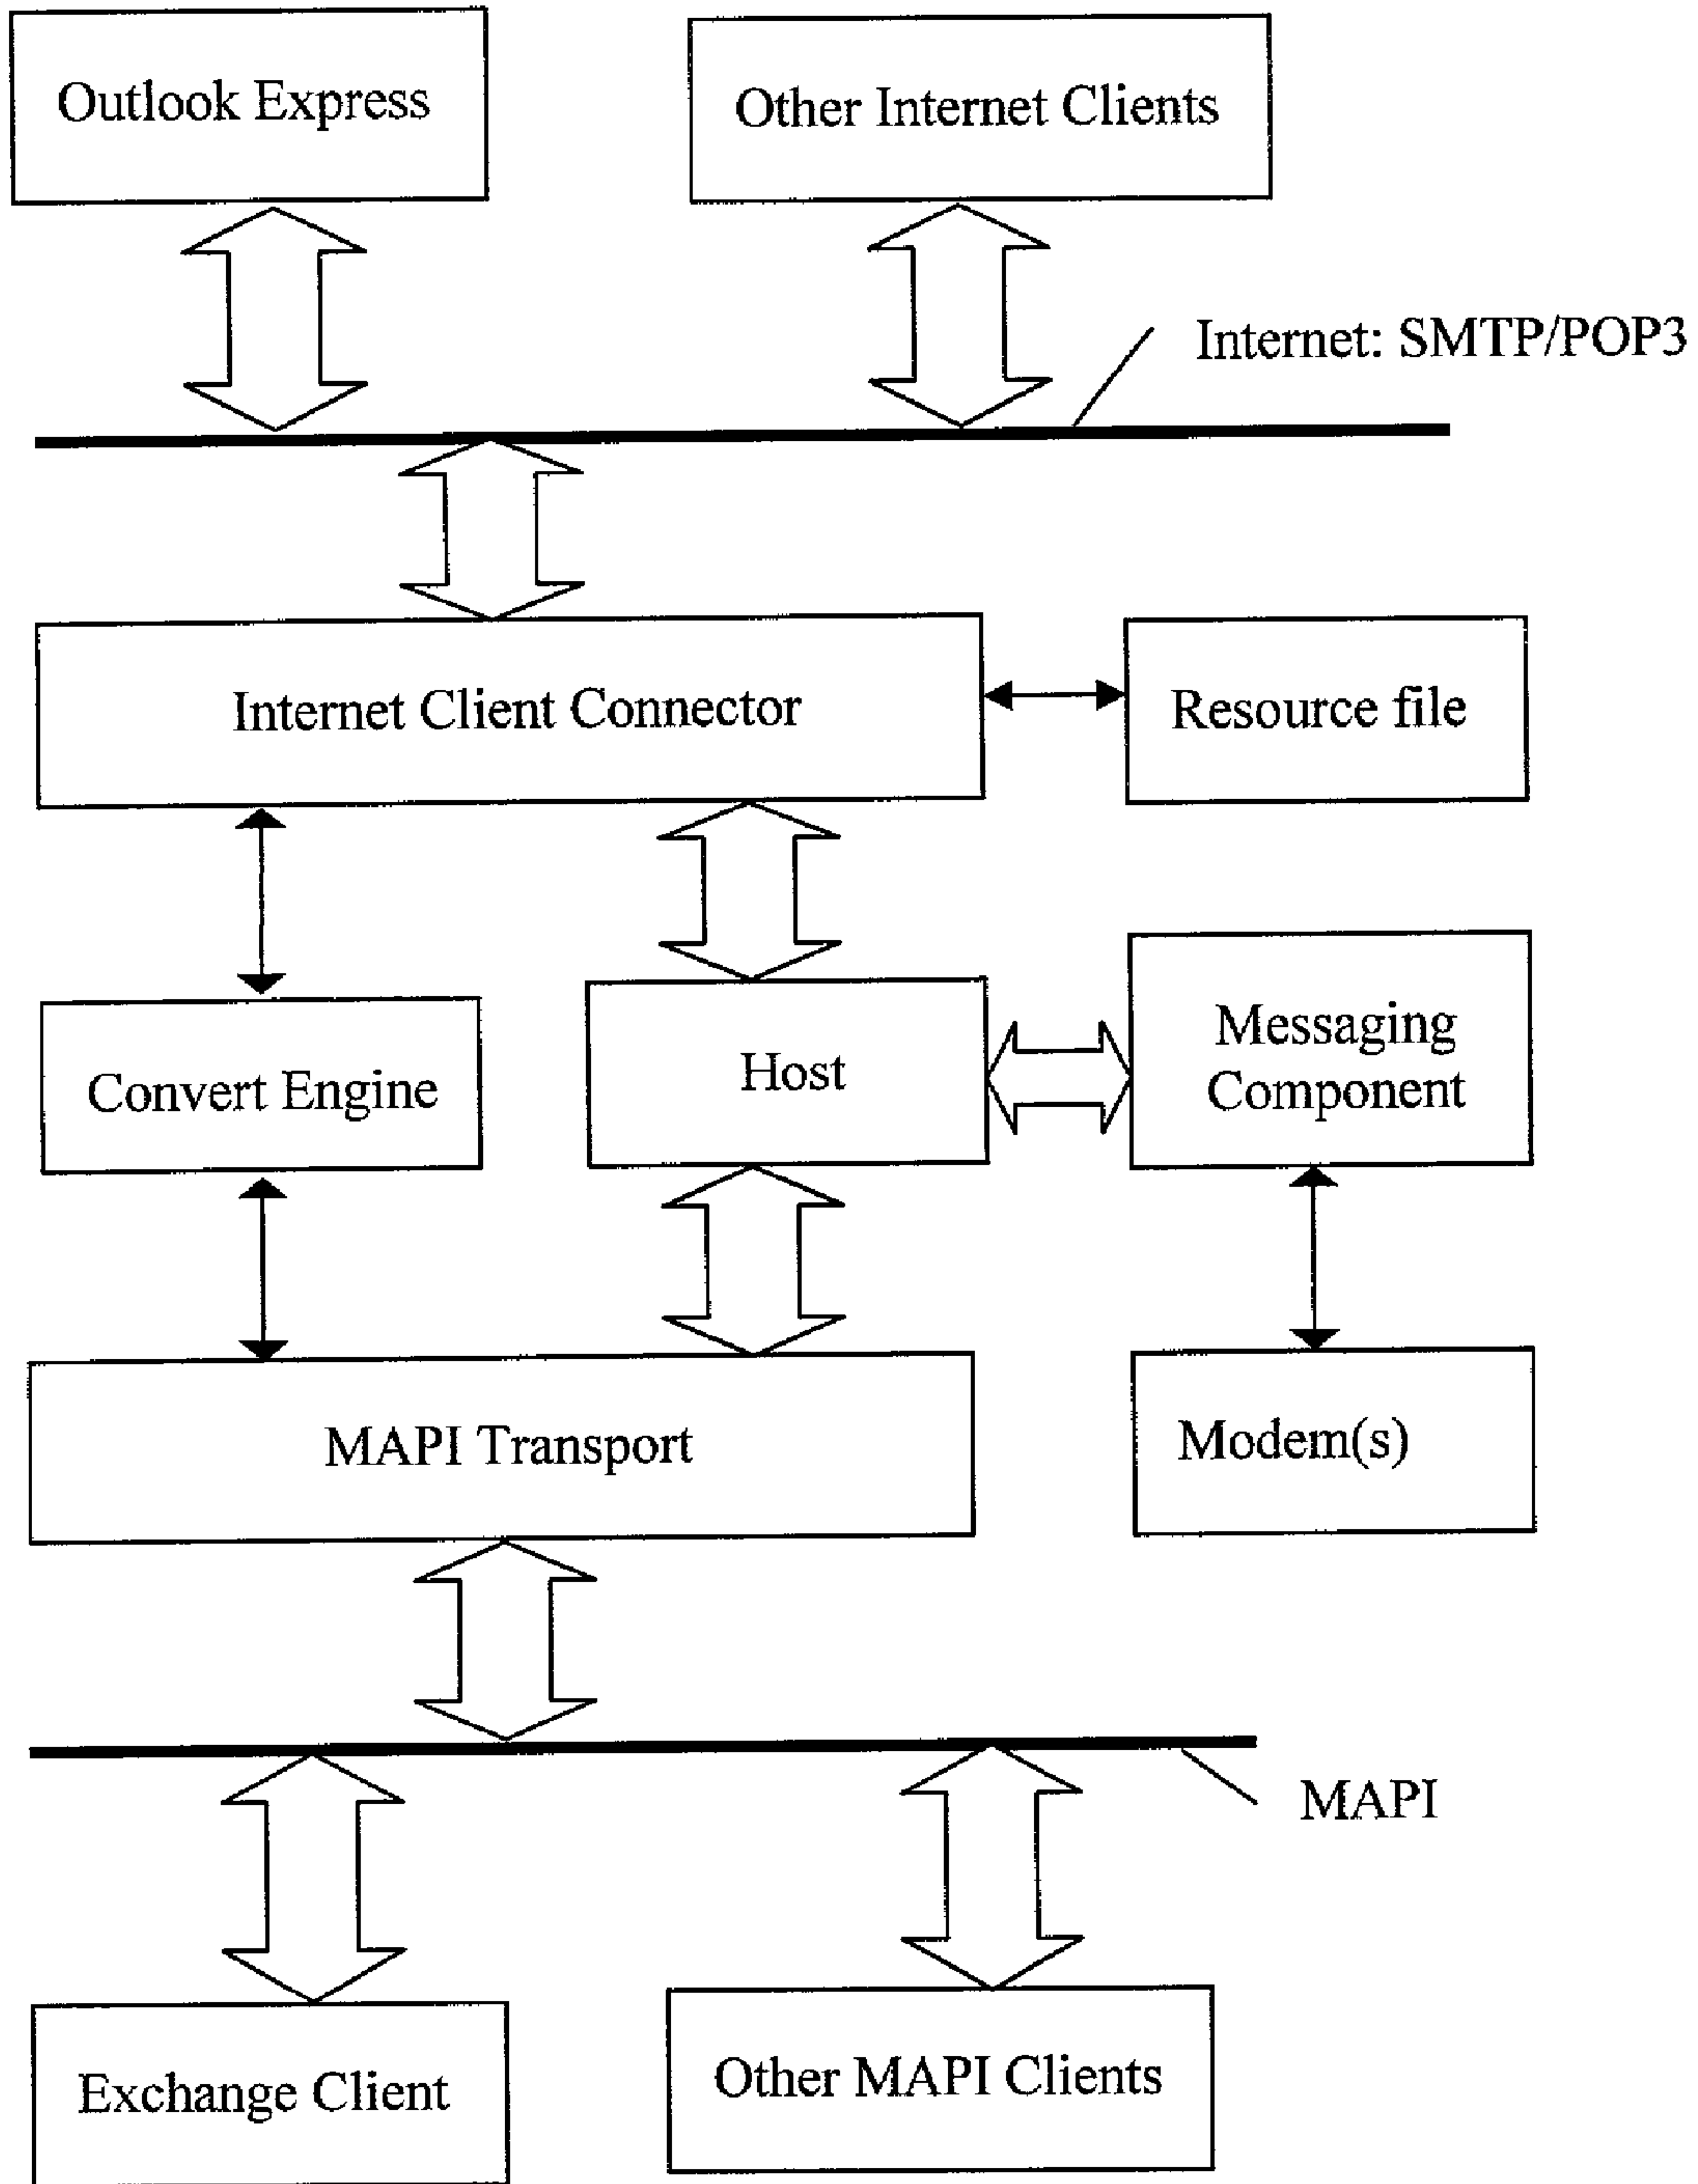 Outlook Express
Other Internet Clients
Internet: SMTP/POP3
Internet Client Connector
Resource file
Convert Engine
Host
Messaging
Component
MAPI Transport
Modem(s)
MAPI
Exchange Client
Other MAPI Clients